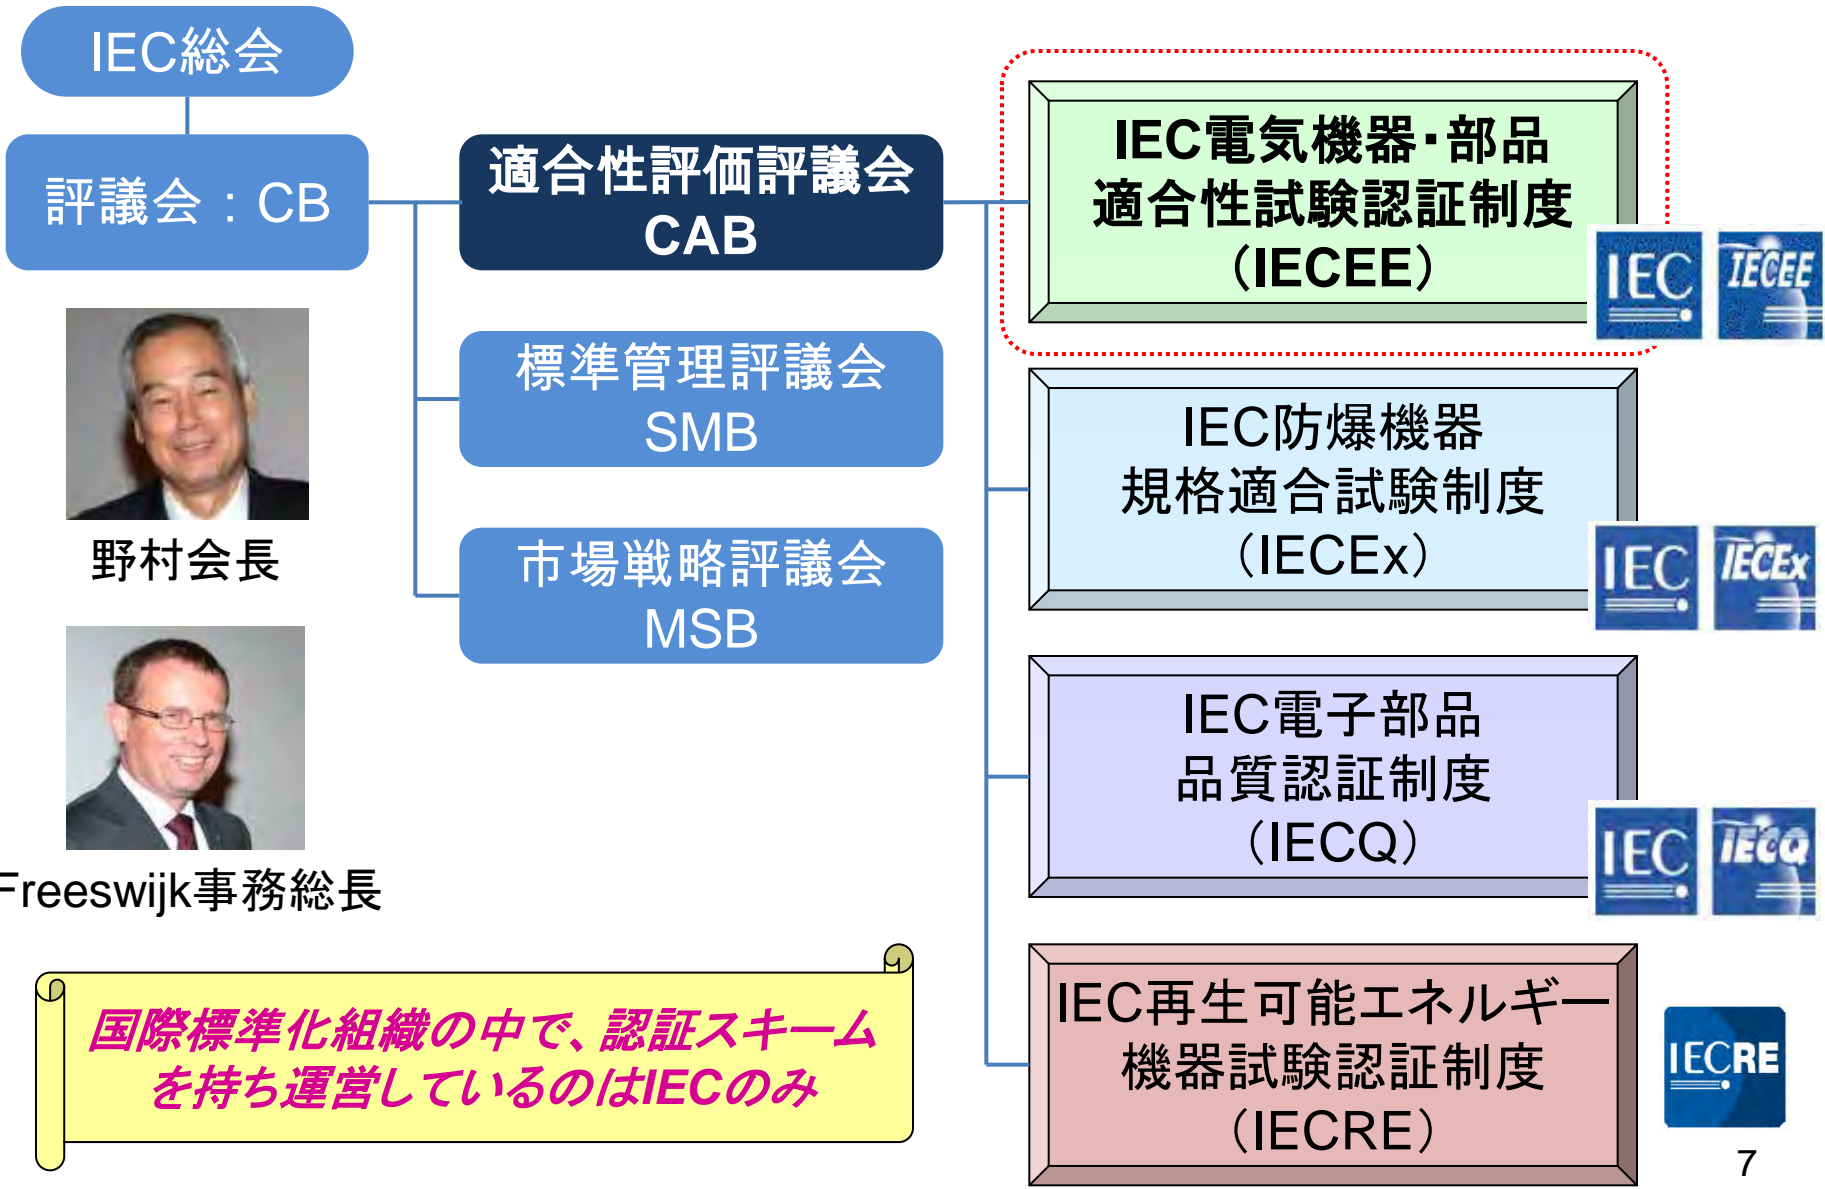 IEC総会
評議会：CB
適合性評価評議会
CAB
標準管理評議会
SMB
市場戦略評議会
MSB
野村会長
Freeswijk事務総長
国際標準化組織の中で、認証スキーム
を持ち運営しているのはIECのみ
IEC電気機器・部品
適合性試験認証制度
（IECEE）
IEC
IECEE
IEC防爆機器
規格適合試験制度
（IECEx）
IEC
IECEx
IEC電子部品
品質認証制度
（IECQ）
IEC
IECQ
IEC再生可能エネルギー
機器試験認証制度
（IECRE）
IECRE
7